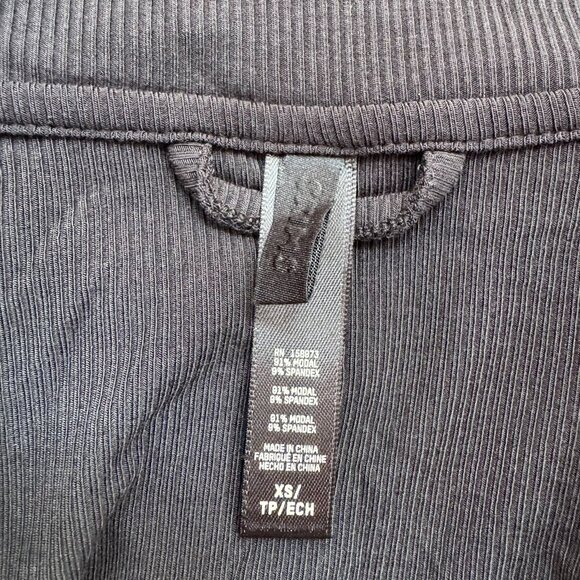 SKIMS
RN 158873
91% MODAL
9% SPANDEX
91% MODAL
9% SPANDEX
91% MODAL
9% SPANDEX
MADE IN CHINA
FABRIQUÉ EN CHINE
HECHO EN CHINA
XS/
TP/ECH